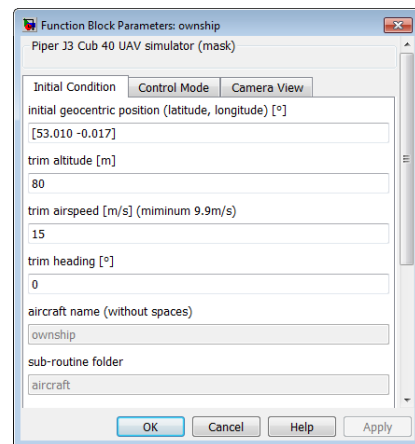 Function Block Parameters: ownship
Piper J3 Cub 40 UAV simulator (mask)
Initial Condition Control Mode Camera View
initial geocentric position (latitude, longitude) [º]
[53.010 -0.017]
trim altitude [m]
80
trim airspeed [m/s] (miminum 9.9m/s)
15
trim heading [º]
0
aircraft name (without spaces)
ownship
sub-routine folder
aircraft
OK Cancel Help Apply